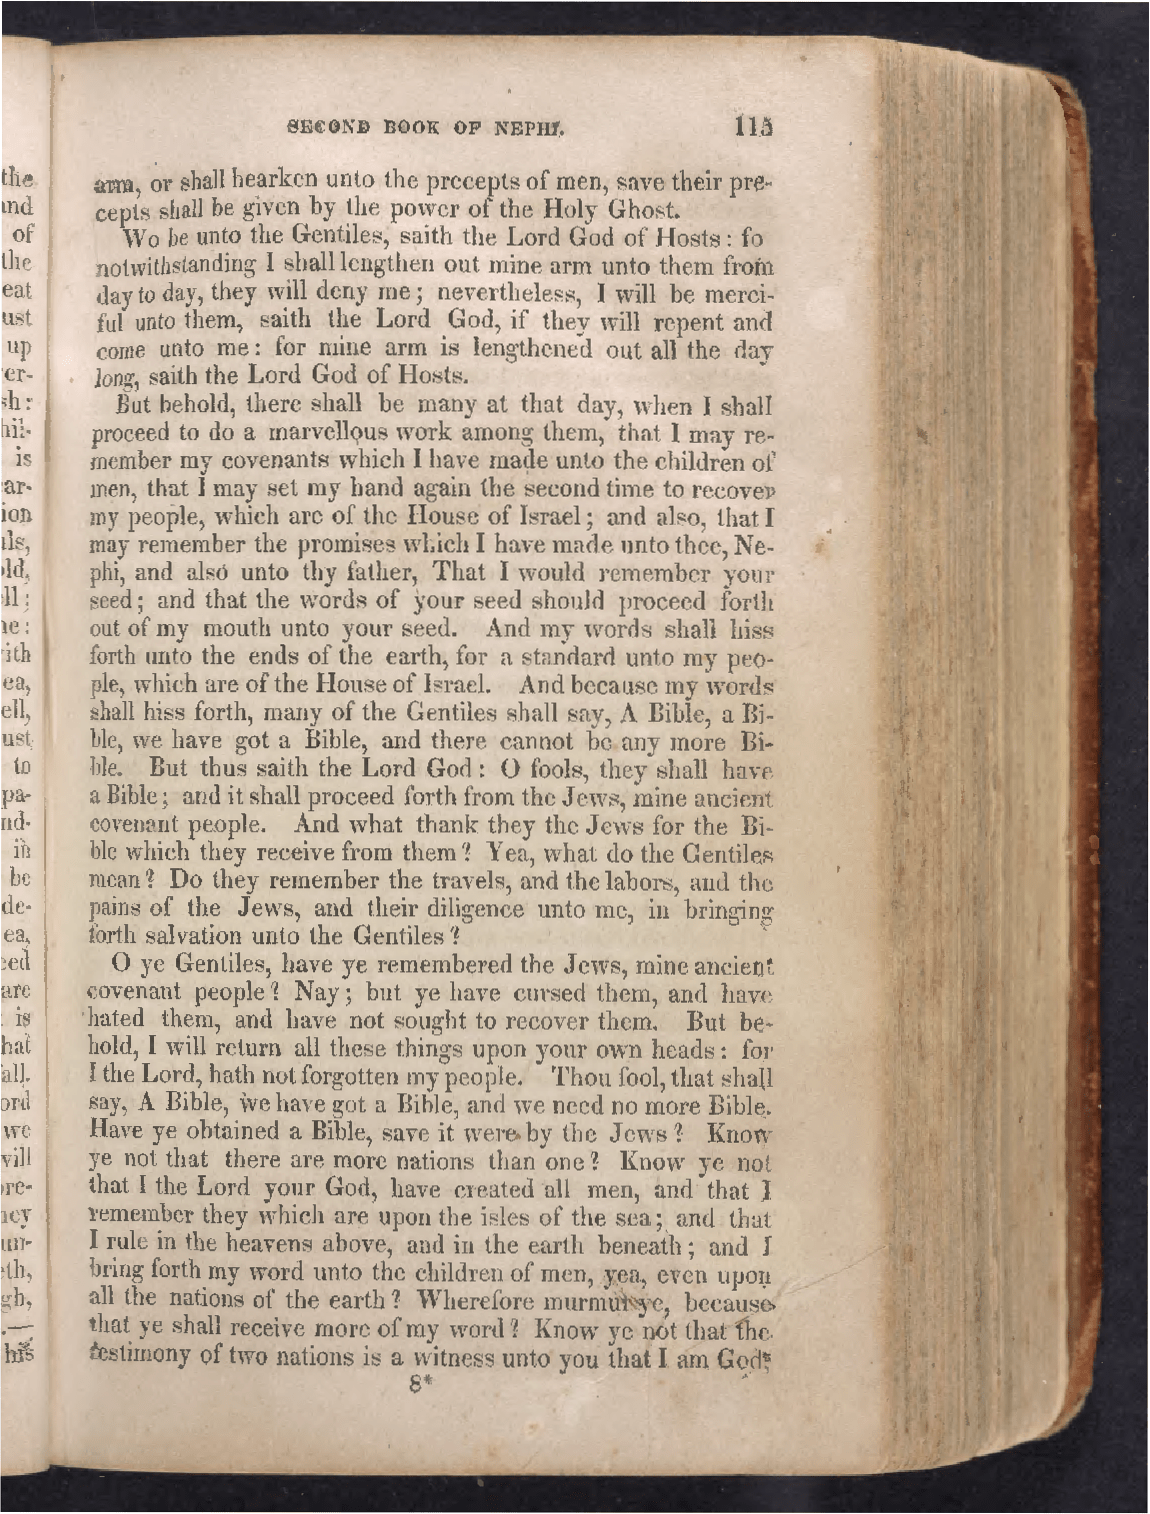 SECOND BOOK OF NEPHI. 115
arm, or shall hearken unto the precepts of men, save their pre-
cepts shall be given by the power of the Holy Ghost.
Wo be unto the Gentiles, saith the Lord God of Hosts: fo
notwithstanding I shall lengthen out mine arm unto them from
day to day, they will deny me; nevertheless, I will be merci-
ful unto them, saith the Lord God, if they will repent and
come unto me: for mine arm is lengthened out all the day
long, saith the Lord God of Hosts.
But behold, there shall be many at that day, when I shall
proceed to do a marvellous work among them, that I may re-
member my covenants which I have made unto the children of
men, that I may set my hand again the second time to recover
my people, which are of the House of Israel; and also, that I
may remember the promises which I have made unto thee, Ne-
phi, and also unto thy father, That I would remember your
seed; and that the words of your seed should proceed forth
out of my mouth unto your seed. And my words shall hiss
forth unto the ends of the earth, for a standard unto my peo-
ple, which are of the House of Israel. And because my words
shall hiss forth, many of the Gentiles shall say, A Bible, a Bi-
ble, we have got a Bible, and there cannot be any more Bi-
ble. But thus saith the Lord God: O fools, they shall have
a Bible; and it shall proceed forth from the Jews, mine ancient
covenant people. And what thank they the Jews for the Bi-
ble which they receive from them? Yea, what do the Gentiles
mean? Do they remember the travels, and the labors, and the
pains of the Jews, and their diligence unto me, in bringing
forth salvation unto the Gentiles?
O ye Gentiles, have ye remembered the Jews, mine ancient
covenant people? Nay; but ye have cursed them, and have
hated them, and have not sought to recover them. But be-
hold, I will return all these things upon your own heads: for
I the Lord, hath not forgotten my people. Thou fool, that shall
say, A Bible, we have got a Bible, and we need no more Bible.
Have ye obtained a Bible, save it were by the Jews? Know
ye not that there are more nations than one? Know ye not
that I the Lord your God, have created all men, and that I
remember they which are upon the isles of the sea; and that
I rule in the heavens above, and in the earth beneath; and I
bring forth my word unto the children of men, yea, even upon
all the nations of the earth? Wherefore murmur ye, because
that ye shall receive more of my word? Know ye not that the
testimony of two nations is a witness unto you that I am God,
8*